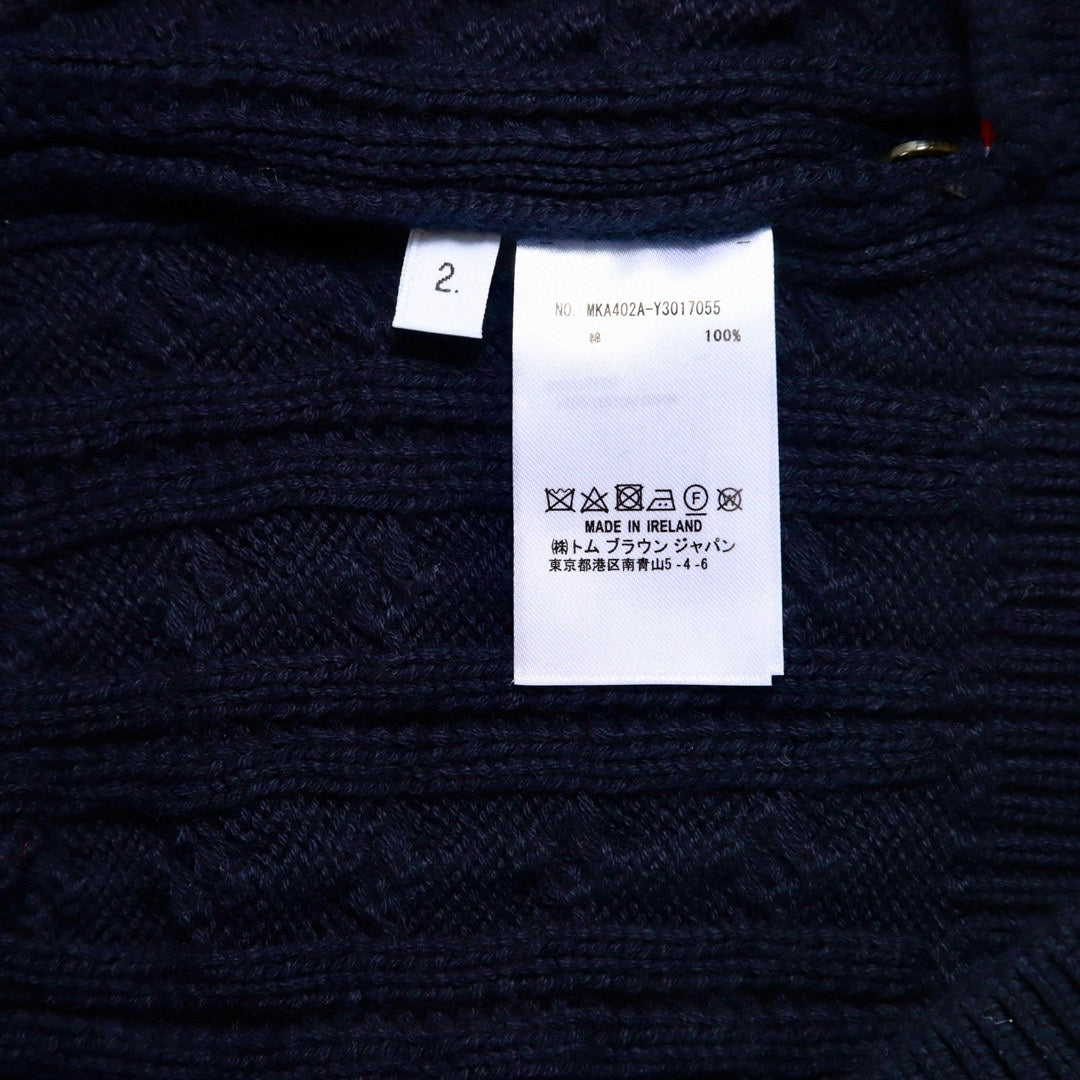 2.
NO. MKA402A-Y3017055
綿 100%
F W
MADE IN IRELAND
㈱トム ブラウン ジャパン
東京都港区南青山5-4-6